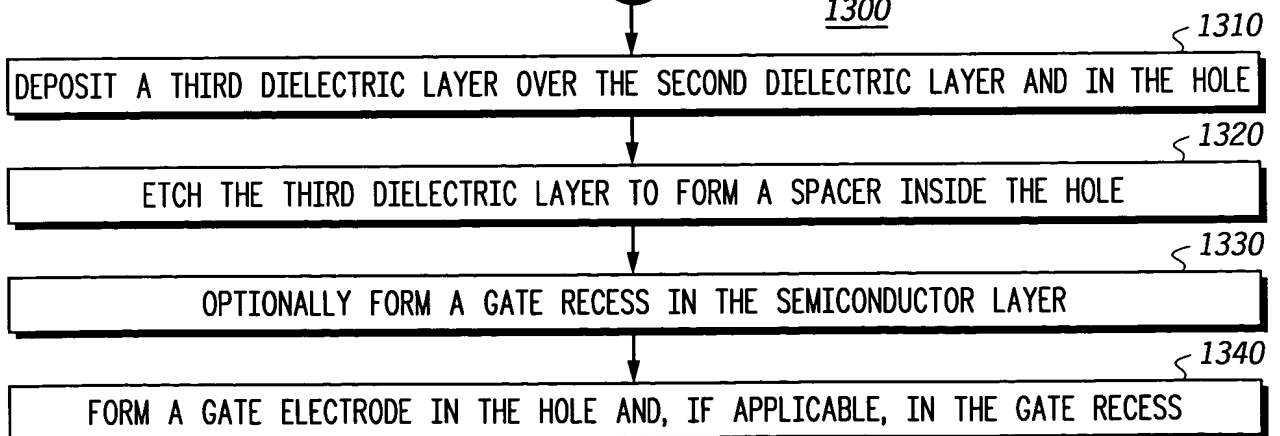 1300
1310
DEPOSIT A THIRD DIELECTRIC LAYER OVER THE SECOND DIELECTRIC LAYER AND IN THE HOLE
1320
ETCH THE THIRD DIELECTRIC LAYER TO FORM A SPACER INSIDE THE HOLE
1330
OPTIONALLY FORM A GATE RECESS IN THE SEMICONDUCTOR LAYER
1340
FORM A GATE ELECTRODE IN THE HOLE AND, IF APPLICABLE, IN THE GATE RECESS